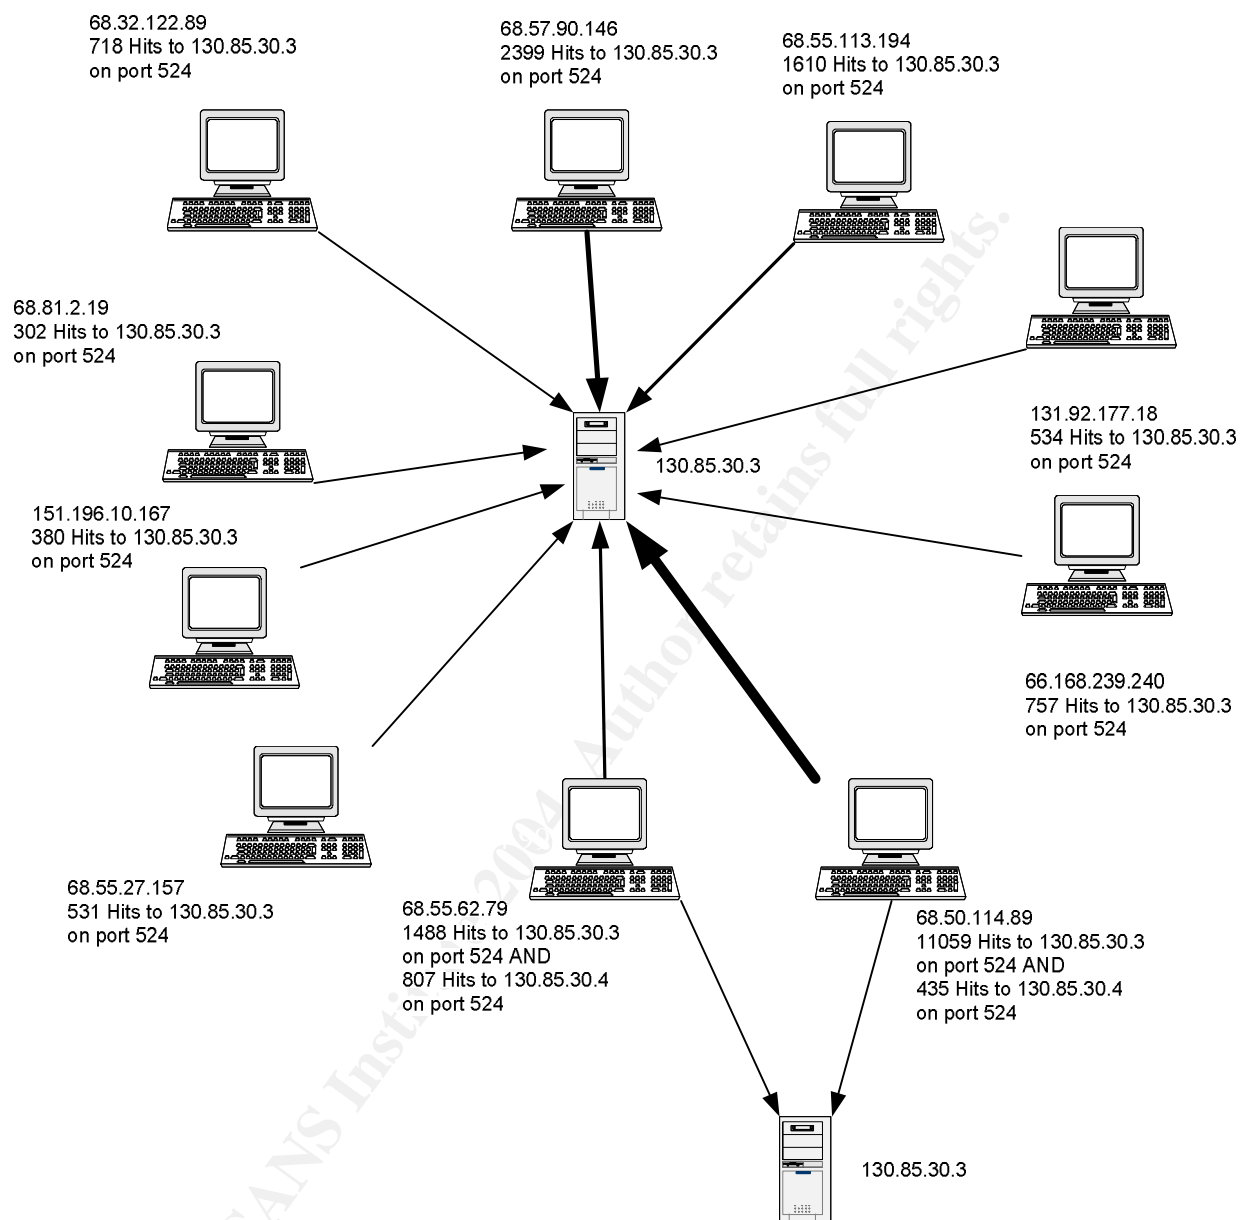 68.32.122.89
718 Hits to 130.85.30.3
on port 524
68.57.90.146
2399 Hits to 130.85.30.3
on port 524
68.55.113.194
1610 Hits to 130.85.30.3
on port 524
68.81.2.19
302 Hits to 130.85.30.3
on port 524
130.85.30.3
131.92.177.18
534 Hits to 130.85.30.3
on port 524
151.196.10.167
380 Hits to 130.85.30.3
on port 524
66.168.239.240
757 Hits to 130.85.30.3
on port 524
68.55.27.157
531 Hits to 130.85.30.3
on port 524
68.55.62.79
1488 Hits to 130.85.30.3
on port 524 AND
807 Hits to 130.85.30.4
on port 524
68.50.114.89
11059 Hits to 130.85.30.3
on port 524 AND
435 Hits to 130.85.30.4
on port 524
130.85.30.3
SANS Institute 2004, Author retains full rights.